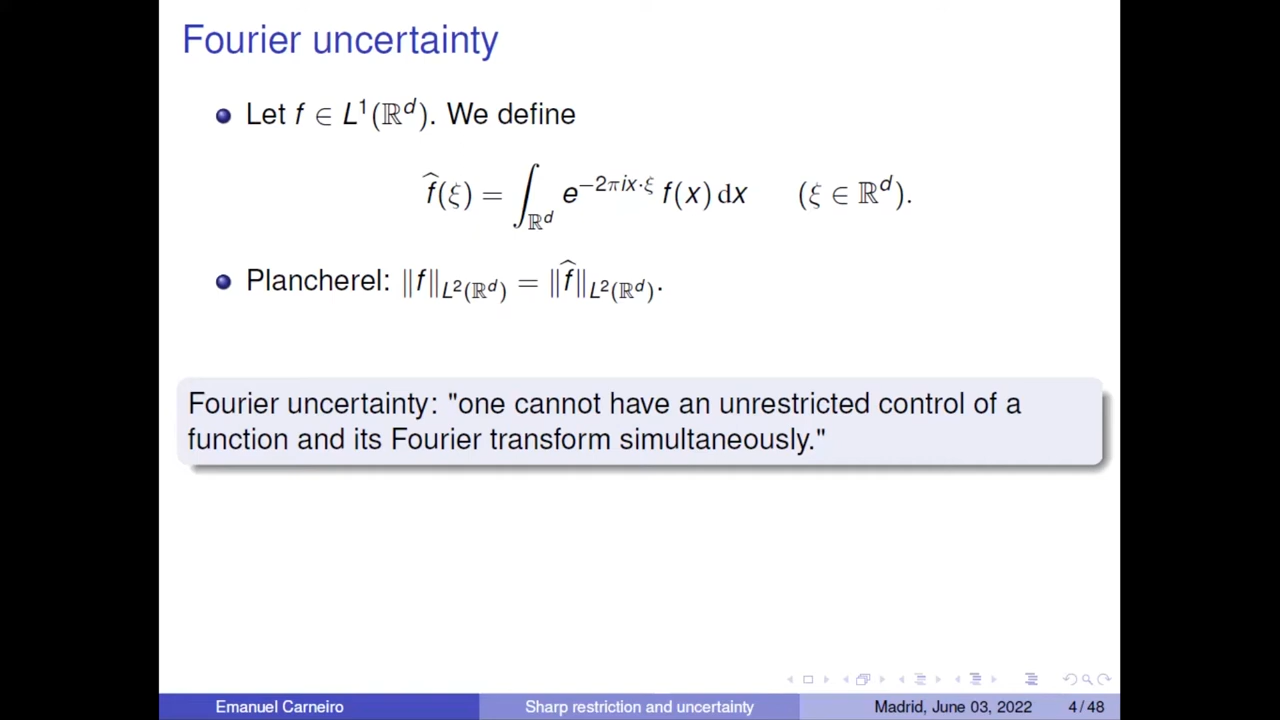 Fourier uncertainty
Let f ∈ L¹(ℝᵈ). We define
f̂(ξ) = ∫_{ℝᵈ} e^{−2πix·ξ} f(x) dx (ξ ∈ ℝᵈ).
Plancherel: ‖f‖_{L²(ℝᵈ)} = ‖f̂‖_{L²(ℝᵈ)}.
Fourier uncertainty: "one cannot have an unrestricted control of a
function and its Fourier transform simultaneously."
Emanuel Carneiro Sharp restriction and uncertainty Madrid, June 03, 2022 4 / 48